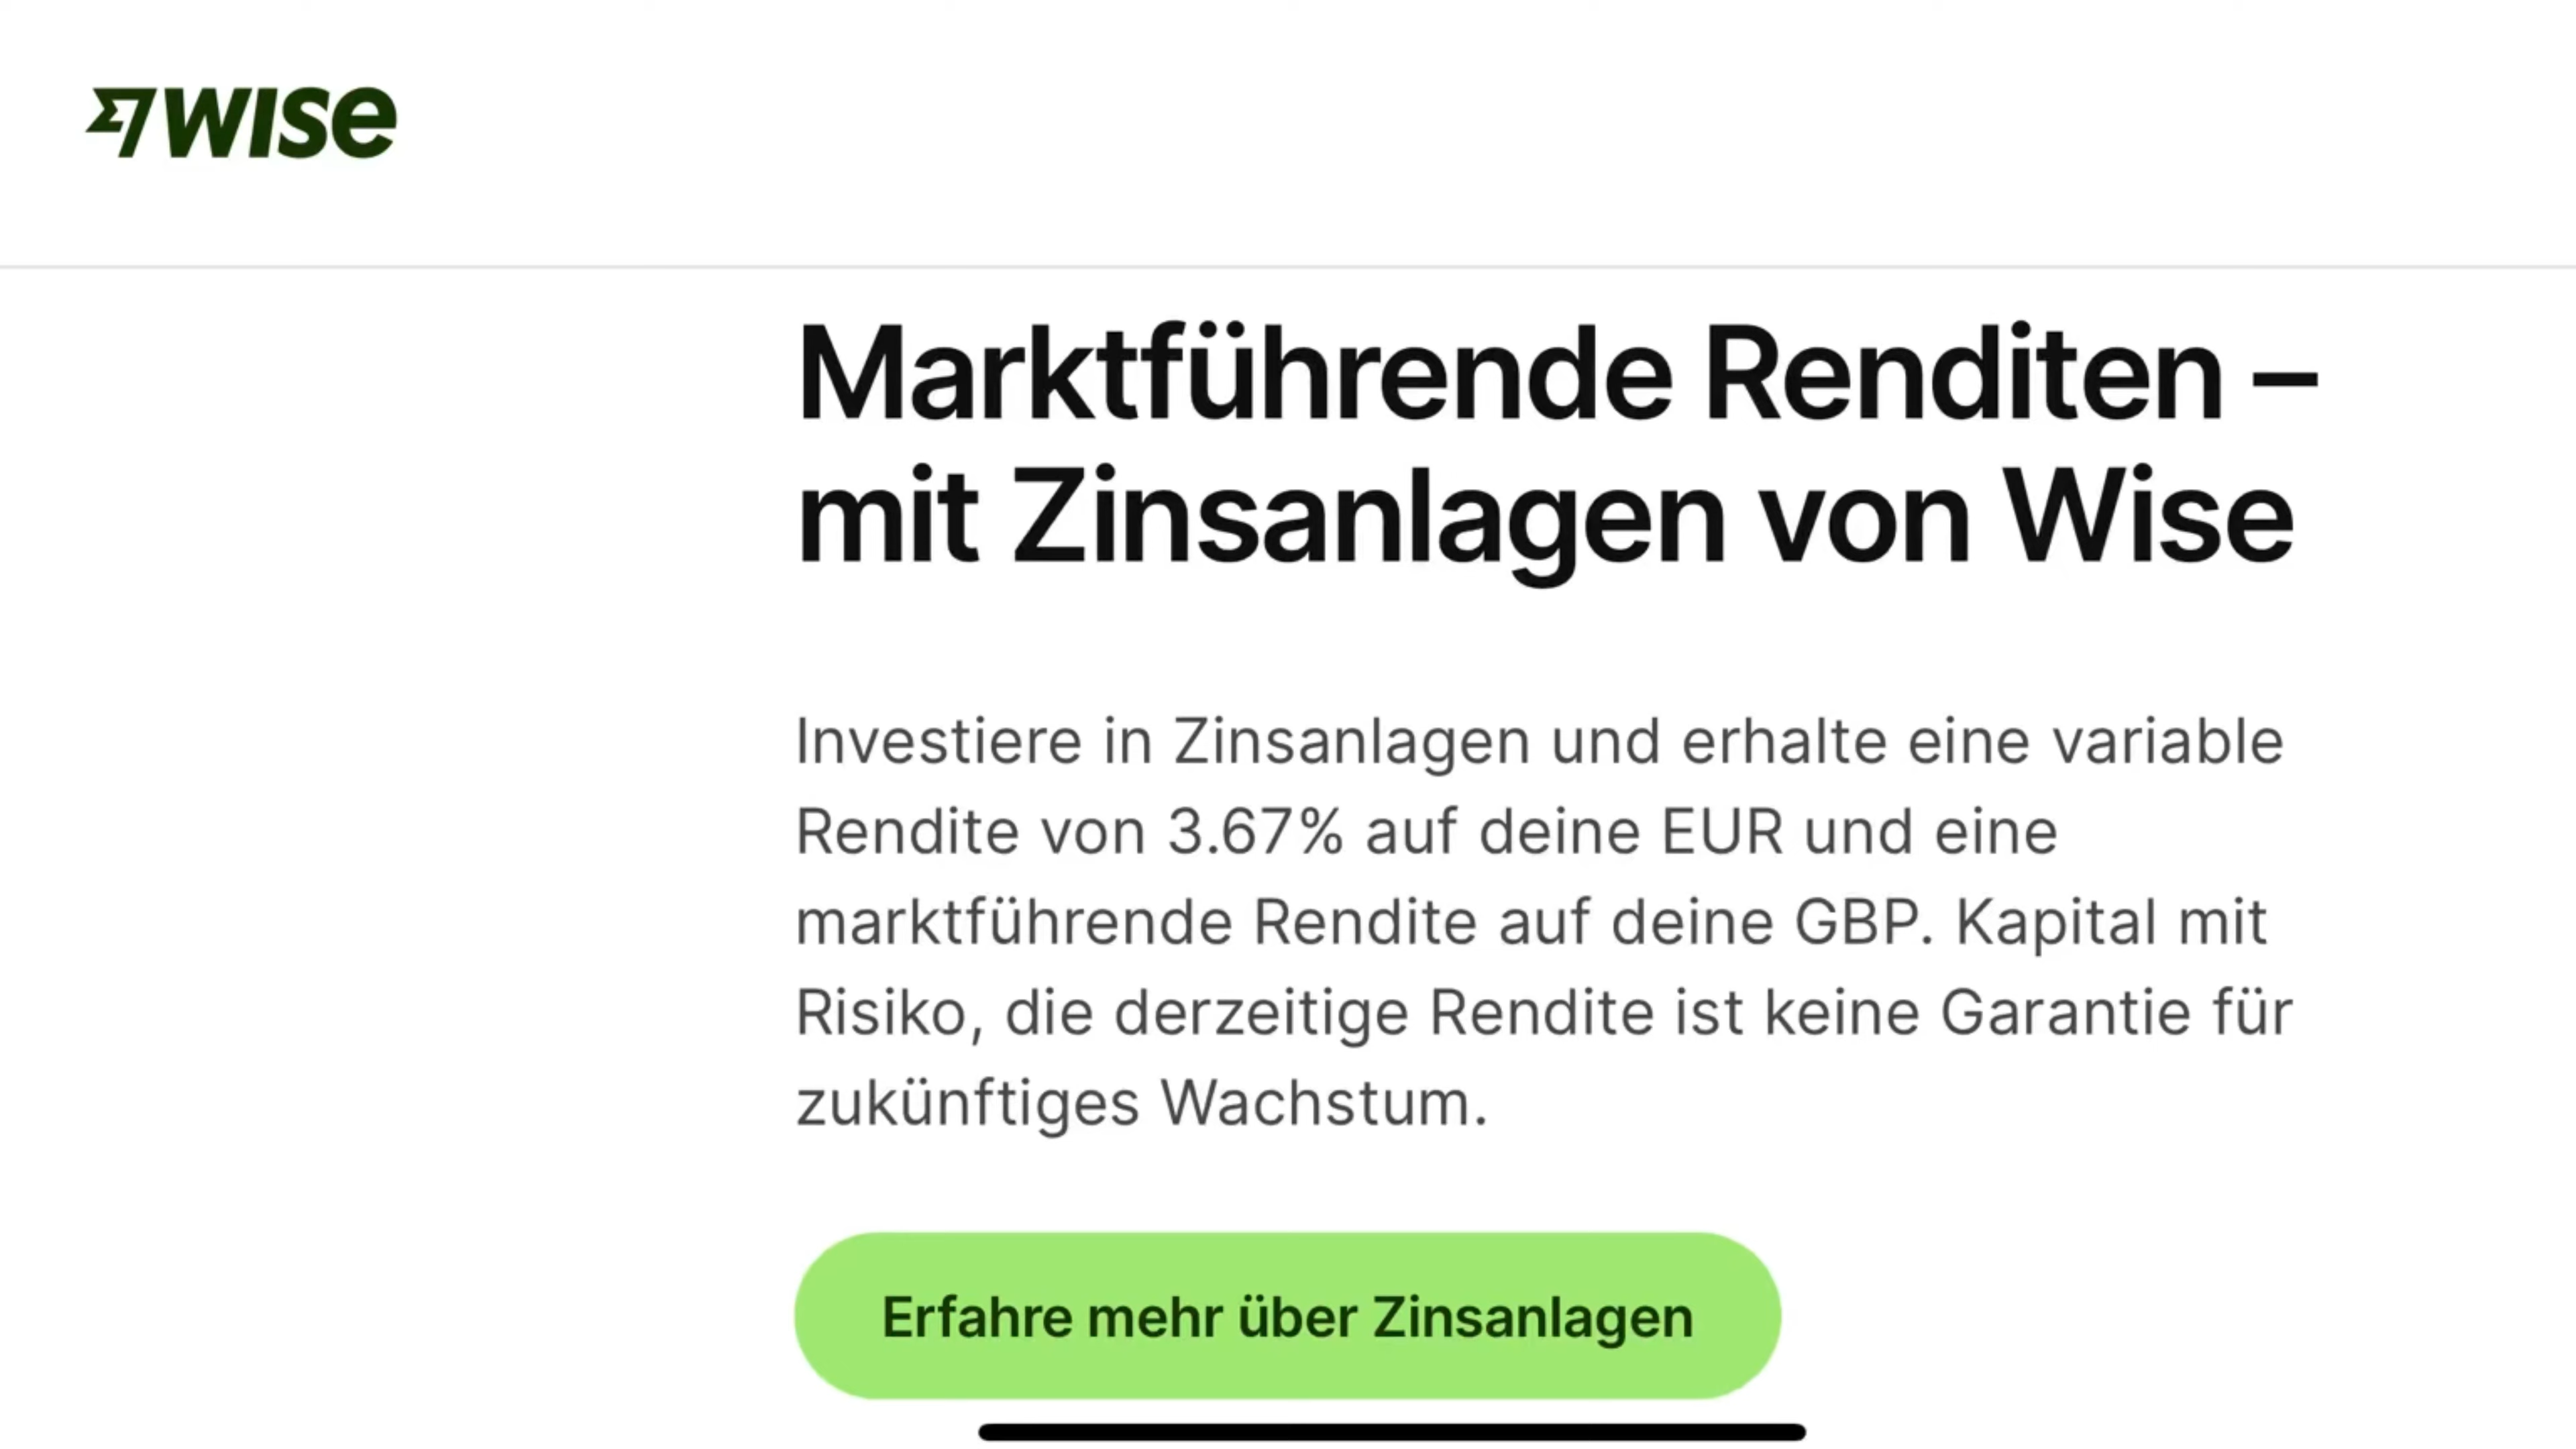 wise
Marktführende Renditen –
mit Zinsanlagen von Wise
Investiere in Zinsanlagen und erhalte eine variable
Rendite von 3.67% auf deine EUR und eine
marktführende Rendite auf deine GBP. Kapital mit
Risiko, die derzeitige Rendite ist keine Garantie für
zukünftiges Wachstum.
Erfahre mehr über Zinsanlagen